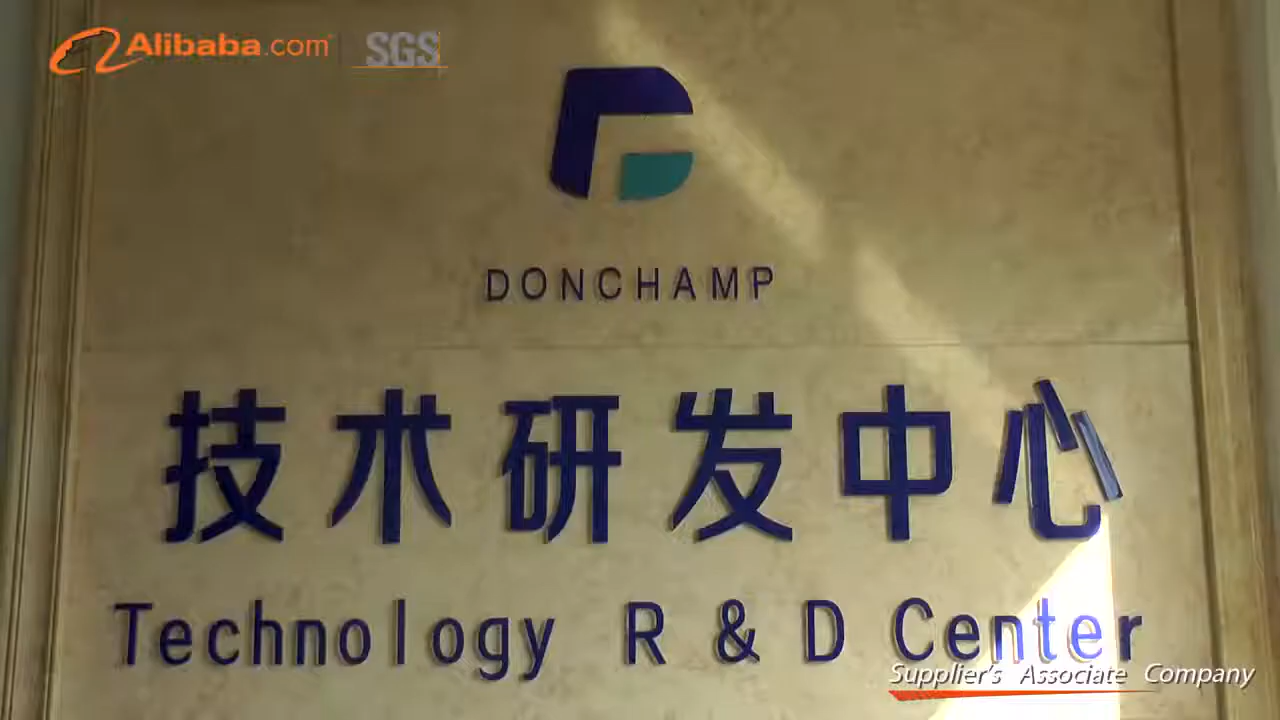 Alibaba.com SGS
DONCHAMP
技术研发中心
Technology R & D Center
Supplier's Associate Company